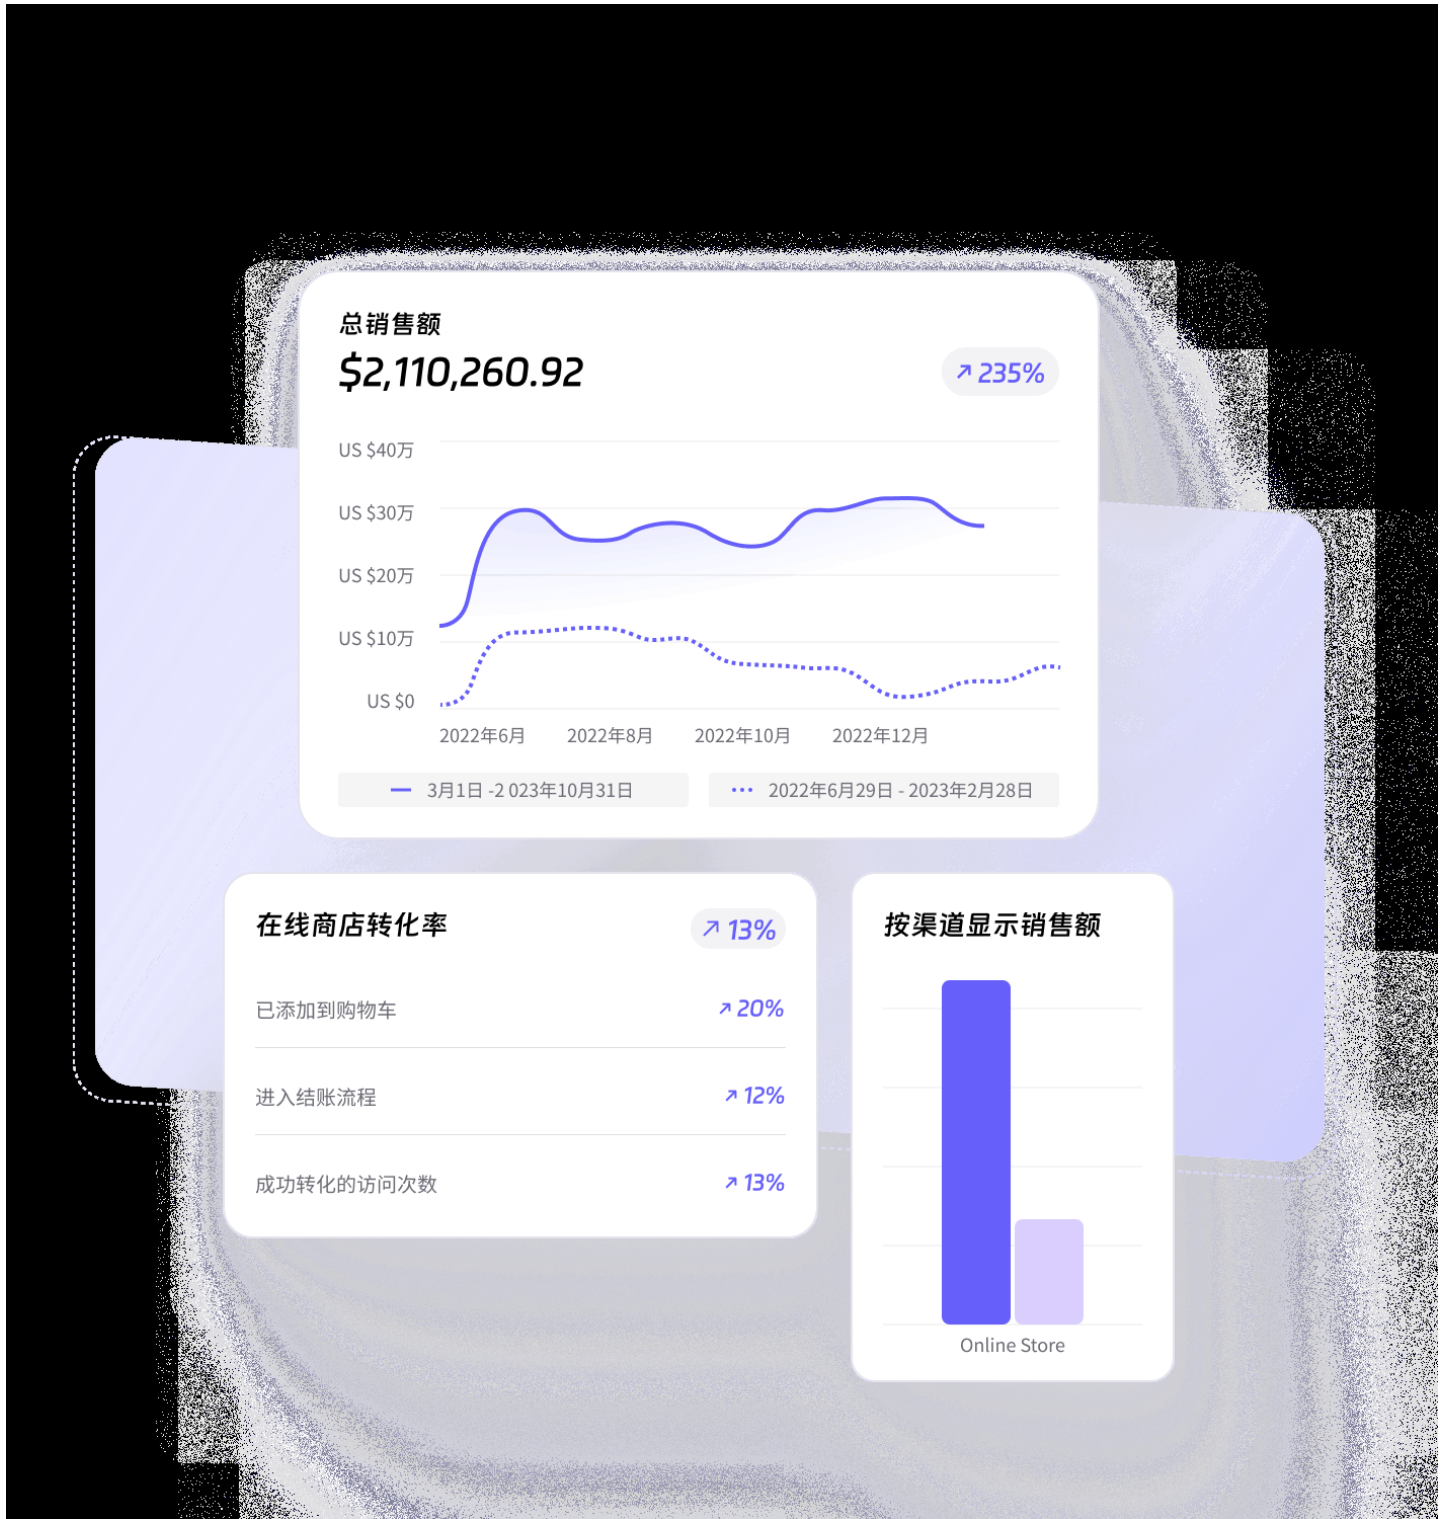 总销售额
$2,110,260.92
↗ 235%
US $40万
US $30万
US $20万
US $10万
US $0
2022年6月 2022年8月 2022年10月 2022年12月
3月1日 -2 023年10月31日 2022年6月29日 - 2023年2月28日
在线商店转化率 ↗ 13%
已添加到购物车 ↗ 20%
进入结账流程 ↗ 12%
成功转化的访问次数 ↗ 13%
按渠道显示销售额
Online Store